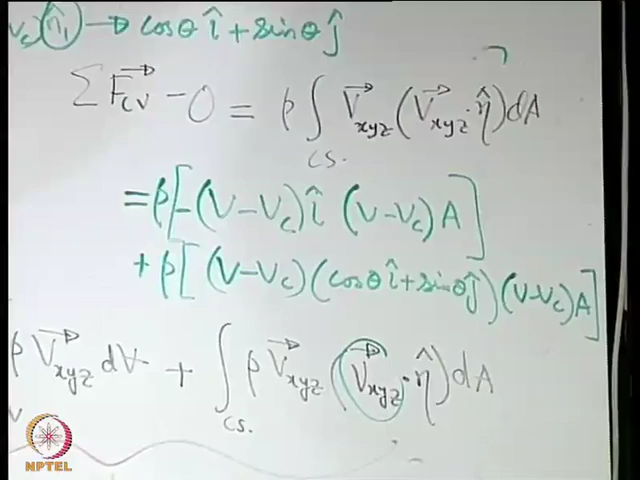 v_c (η̂_1) → cosθ î + sinθ ĵ
Σ F⃗_CV − 0 = ρ ∫_CS. V⃗_xyz (V⃗_xyz · η̂) dA
= ρ[−(V−V_c) î (V−V_c) A]
+ ρ[(V−V_c)(cosθ î + sinθ ĵ)(V−V_c) A]
ρ V⃗_xyz dV + ∫_CS. ρ V⃗_xyz (V⃗_xyz · η̂) dA
NPTEL